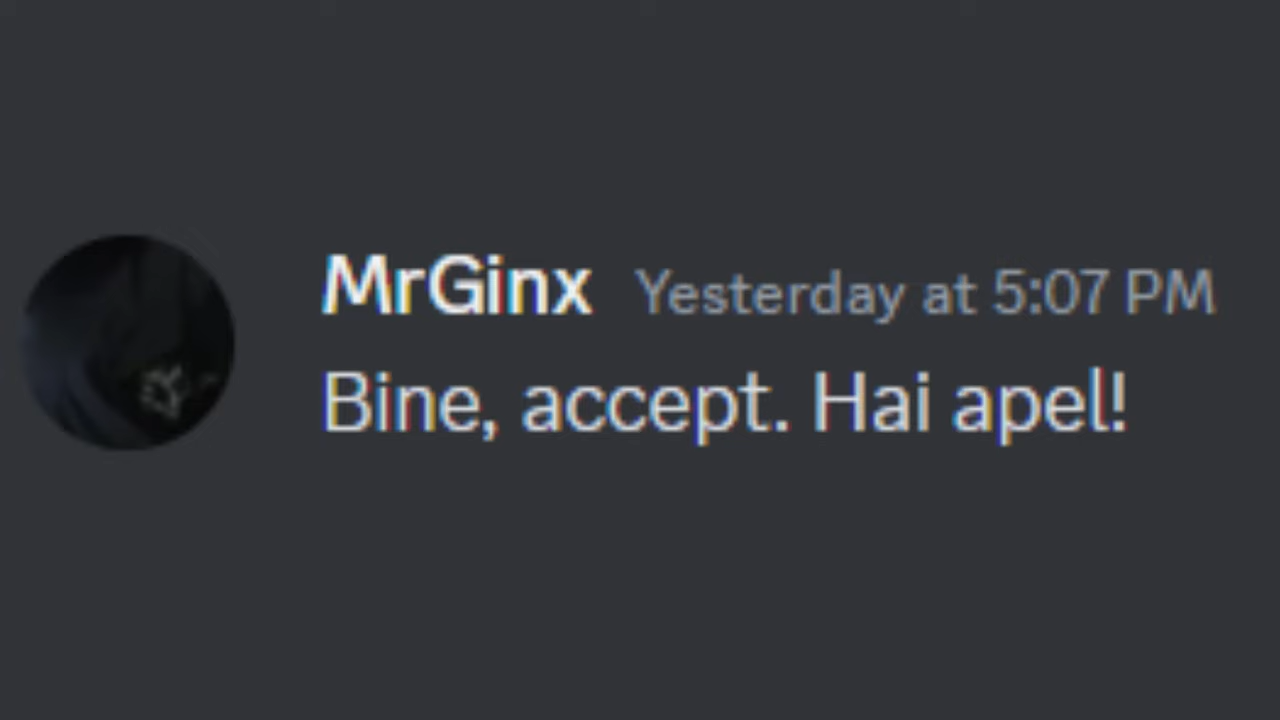 MrGinx Yesterday at 5:07 PM
Bine, accept. Hai apel!